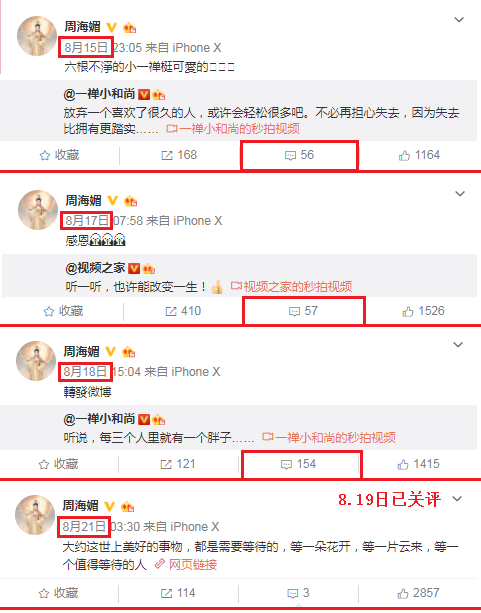 周海媚
8月15日 23:05 来自 iPhone X
六根不淨的小一禅梃可愛的□□□
@一禅小和尚
放弃一个喜欢了很久的人，或许会轻松很多吧。不必再担心失去，因为失去
比拥有更踏实…… 一禅小和尚的秒拍视频
收藏 168 56 1164
周海媚
8月17日 07:58 来自 iPhone X
感恩
@视频之家
听一听，也许能改变一生！ 视频之家的秒拍视频
收藏 410 57 1526
周海媚
8月18日 15:04 来自 iPhone X
轉發微博
@一禅小和尚
听说，每三个人里就有一个胖子…… 一禅小和尚的秒拍视频
收藏 121 154 1415
周海媚
8.19日已关评
8月21日 03:30 来自 iPhone X
大约这世上美好的事物，都是需要等待的，等一朵花开，等一片云来，等一
个值得等待的人 网页链接
收藏 114 3 2857